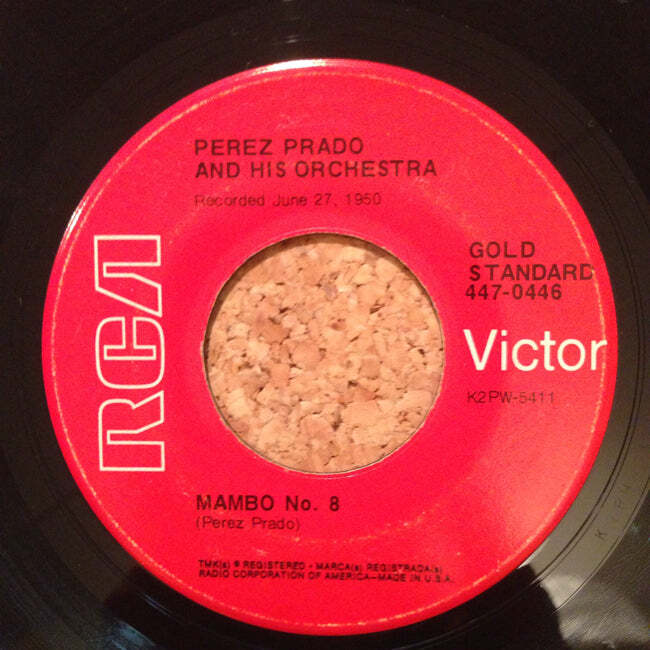 PEREZ PRADO
AND HIS ORCHESTRA
Recorded June 27, 1950
RCA
GOLD
STANDARD
447-0446
Victor
K2PW-5411
MAMBO No. 8
(Perez Prado)
TMK(s) ® REGISTERED • MARCA(s) REGISTRADA(s)
RADIO CORPORATION OF AMERICA—MADE IN U.S.A.